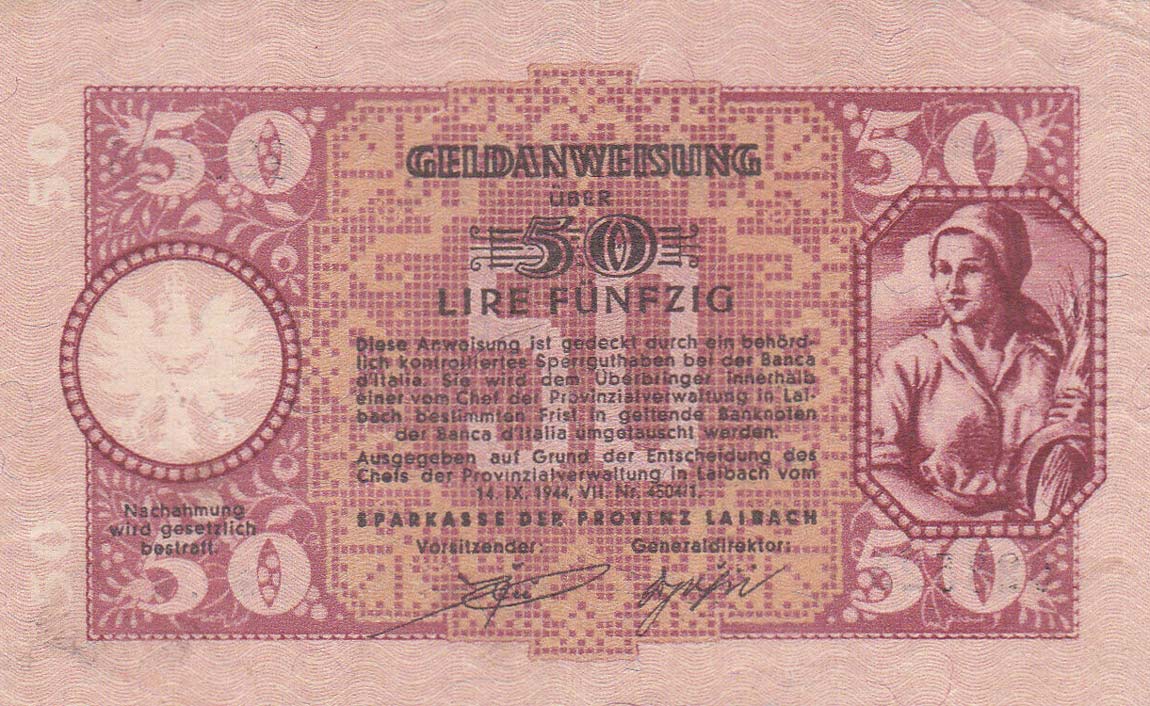 50 50
GELDANWEISUNG
ÜBER
50
50
LIRE FÜNFZIG
50
Diese Anweisung ist gedeckt durch ein behörd-
lich kontrolliertes Sperrguthaben bei der Banca
d'Italia. Sie wird dem Überbringer innerhalb
einer vom Chef der Provinzialverwaltung in Lai-
bach bestimmten Frist in geltende Banknoten
der Banca d'Italia umgetauscht werden.
Ausgegeben auf Grund der Entscheidung des
Chefs der Provinzialverwaltung in Laibach vom
14. IX. 1944, VII. Nr. 4504/1.
SPARKASSE DER PROVINZ LAIBACH
Vorsitzender: Generaldirektor:
Nachahmung
wird gesetzlich
bestraft.
50
50 50